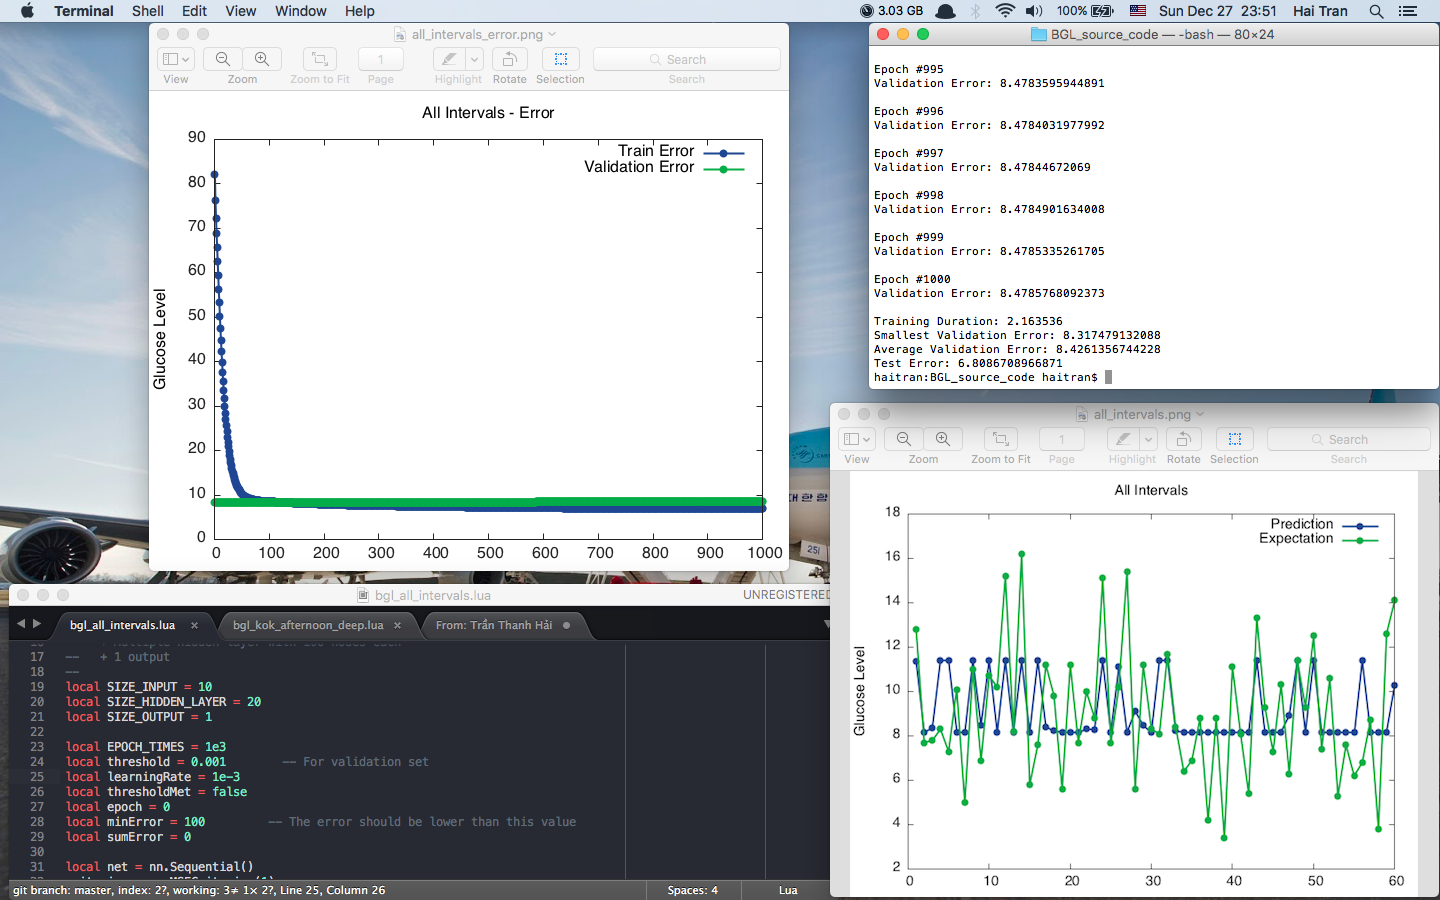 Terminal Shell Edit View Window Help 3.03 GB 100% Sun Dec 27 23:51 Hai Tran
all_intervals_error.png
1 Search
View Zoom Zoom to Fit Page Highlight Rotate Selection Search
All Intervals - Error
Train Error
Validation Error
Glucose Level
90
80
70
60
50
40
30
20
10
0
0 100 200 300 400 500 600 700 800 900 1000
BGL_source_code — -bash — 80×24
Epoch #995
Validation Error: 8.4783595944891
Epoch #996
Validation Error: 8.4784031977992
Epoch #997
Validation Error: 8.47844672069
Epoch #998
Validation Error: 8.4784901634008
Epoch #999
Validation Error: 8.4785335261705
Epoch #1000
Validation Error: 8.4785768092373
Training Duration: 2.163536
Smallest Validation Error: 8.317479132088
Average Validation Error: 8.4261356744228
Test Error: 6.8086708966871
haitran:BGL_source_code haitran$
대한항
251
all_intervals.png
1 Search
View Zoom Zoom to Fit Page Highlight Rotate Selection Search
All Intervals
Prediction
Expectation
Glucose Level
18
16
14
12
10
8
6
4
2
0 10 20 30 40 50 60
bgl_all_intervals.lua UNREGISTERED
bgl_all_intervals.lua × bgl_kok_afternoon_deep.lua × From: Trần Thanh Hải
17 -- + 1 output
18 --
19 local SIZE_INPUT = 10
20 local SIZE_HIDDEN_LAYER = 20
21 local SIZE_OUTPUT = 1
22
23 local EPOCH_TIMES = 1e3
24 local threshold = 0.001 -- For validation set
25 local learningRate = 1e-3
26 local thresholdMet = false
27 local epoch = 0
28 local minError = 100 -- The error should be lower than this value
29 local sumError = 0
30
31 local net = nn.Sequential()
git branch: master, index: 2?, working: 3≠ 1× 2?, Line 25, Column 26 Spaces: 4 Lua